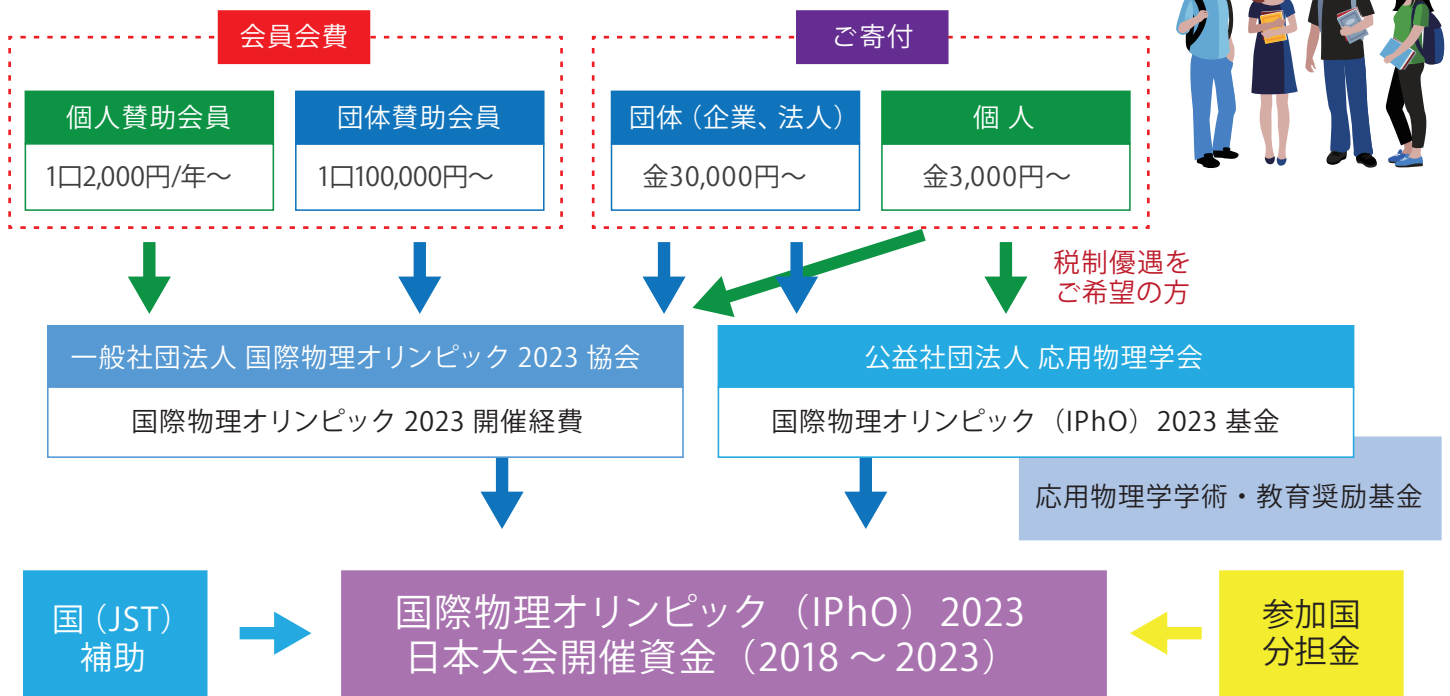 会員会費
ご寄付
個人賛助会員
団体賛助会員
団体（企業、法人）
個 人
1口2,000円/年～
1口100,000円～
金30,000円～
金3,000円～
税制優遇を
ご希望の方
一般社団法人 国際物理オリンピック 2023 協会
公益社団法人 応用物理学会
国際物理オリンピック 2023 開催経費
国際物理オリンピック（IPhO）2023 基金
応用物理学学術・教育奨励基金
国（JST）
補助
国際物理オリンピック（IPhO）2023
日本大会開催資金（2018 ～ 2023）
参加国
分担金